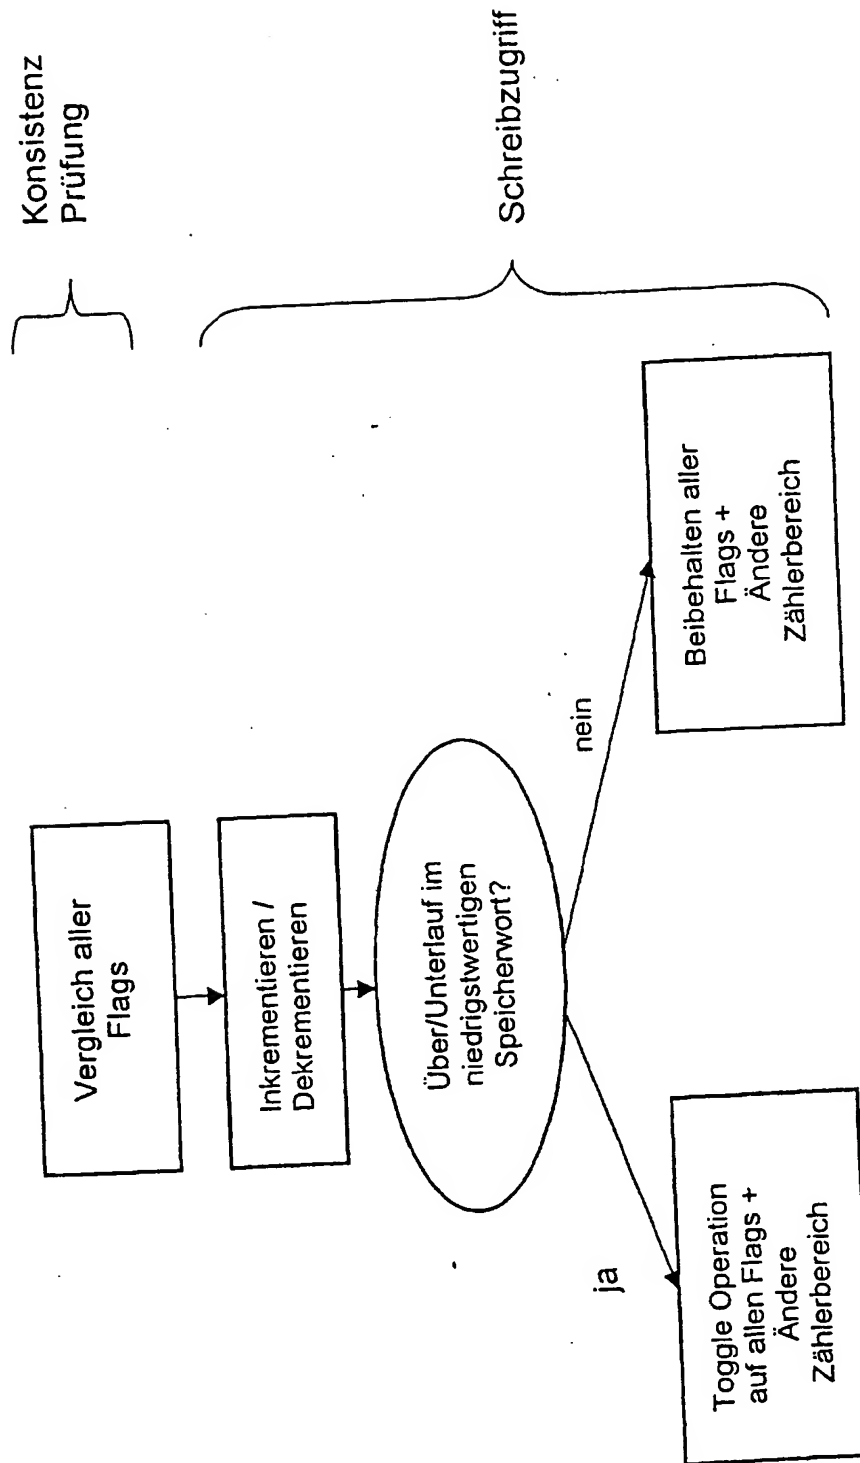 Konsistenz
Prüfung
Vergleich aller
Flags
Inkrementieren /
Dekrementieren
Schreibzugriff
Über/Unterlauf im
niedrigstwertigen
Speicherwort?
ja
nein
Toggle Operation
auf allen Flags +
Ändere
Zählerbereich
Beibehalten aller
Flags +
Ändere
Zählerbereich